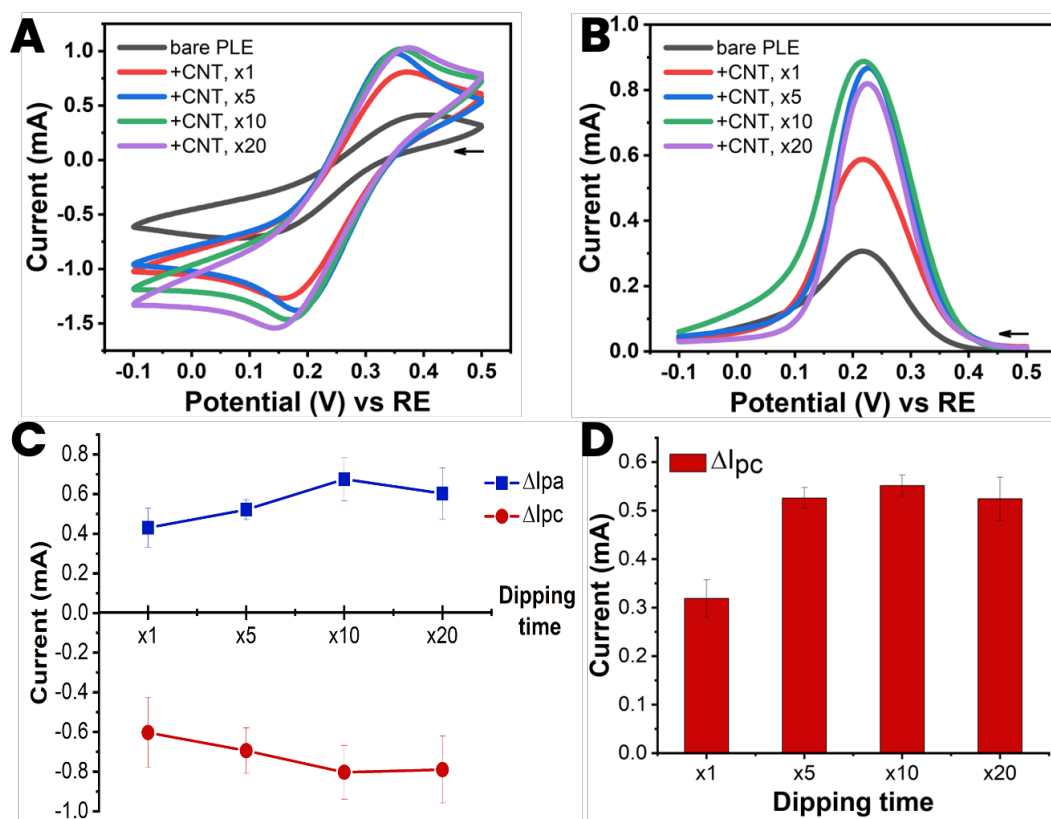 A
bare PLE
+CNT, x1
+CNT, x5
+CNT, x10
+CNT, x20
1.0
0.5
0.0
-0.5
-1.0
-1.5
Current (mA)
-0.1 0.0 0.1 0.2 0.3 0.4 0.5
Potential (V) vs RE
B
bare PLE
+CNT, x1
+CNT, x5
+CNT, x10
+CNT, x20
1.0
0.8
0.6
0.4
0.2
0.0
Current (mA)
-0.1 0.0 0.1 0.2 0.3 0.4 0.5
Potential (V) vs RE
C
0.8
0.6
0.4
0.2
0.0
-0.2
-0.4
-0.6
-0.8
-1.0
Current (mA)
ΔIpa
ΔIpc
Dipping
time
x1 x5 x10 x20
D
ΔIpc
0.6
0.5
0.4
0.3
0.2
0.1
0.0
Current (mA)
x1 x5 x10 x20
Dipping time